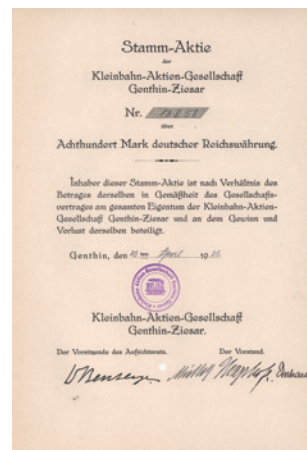 Stamm-Aktie
der
Kleinbahn-Aktien-Gesellschaft
Genthin-Ziesar
Nr.
über
Achthundert Mark deutscher Reichswährung.
Inhaber dieser Stamm-Aktie ist nach Verhältnis des
Betrages derselben in Gemäßheit des Gesellschafts-
vertrages am gesamten Eigentum der Kleinbahn-Aktien-
Gesellschaft Genthin-Ziesar und an dem Gewinn und
Verlust derselben beteiligt.
Genthin, den April 19
Kleinbahn-Aktien-Gesellschaft
Genthin-Ziesar.
Der Vorsitzende des Aufsichtsrats. Der Vorstand.